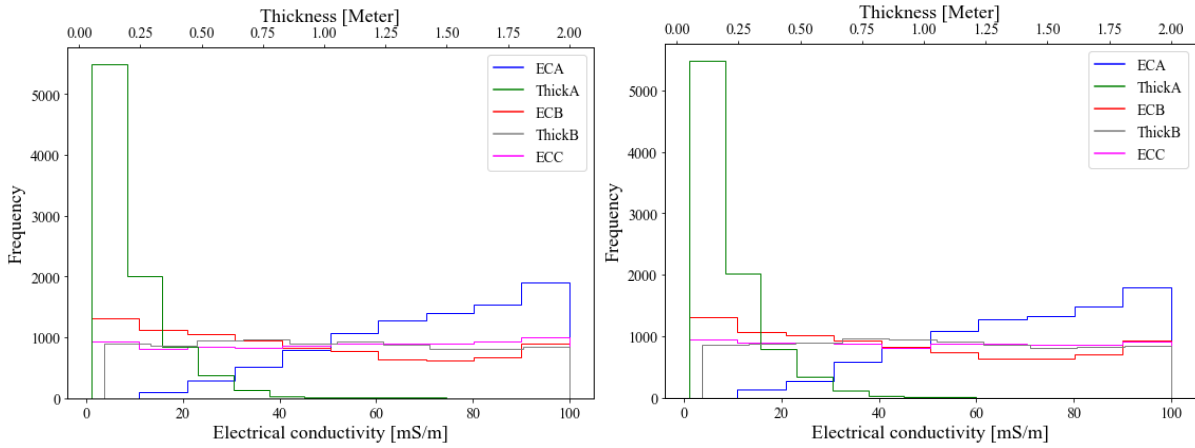 Thickness [Meter]
0.00 0.25 0.50 0.75 1.00 1.25 1.50 1.75 2.00
5000
4000
3000
2000
1000
0
Frequency
ECA
ThickA
ECB
ThickB
ECC
0 20 40 60 80 100
Electrical conductivity [mS/m]
Thickness [Meter]
0.00 0.25 0.50 0.75 1.00 1.25 1.50 1.75 2.00
5000
4000
3000
2000
1000
0
Frequency
ECA
ThickA
ECB
ThickB
ECC
0 20 40 60 80 100
Electrical conductivity [mS/m]